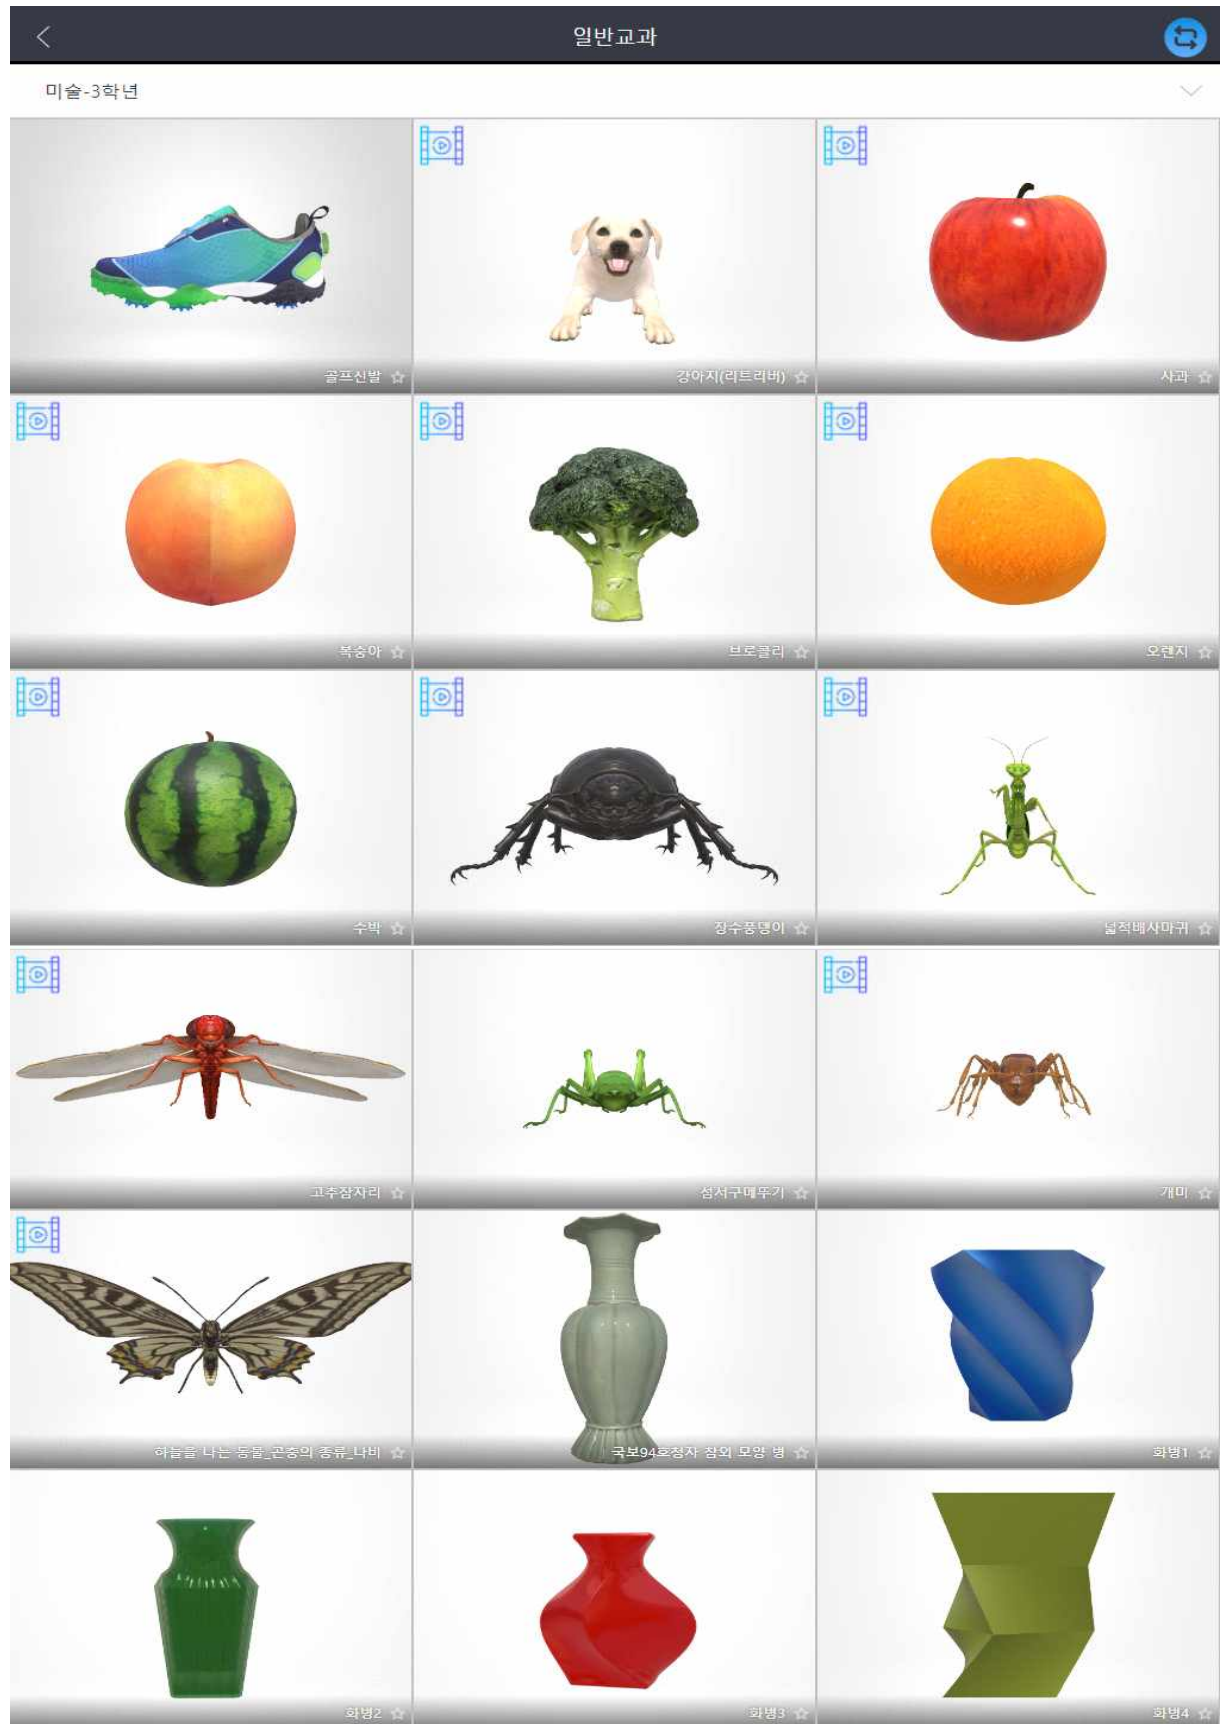 일반교과
미술-3학년
골프신발
강아지(리트리버)
사과
복숭아
브로콜리
오렌지
수박
장수풍뎅이
넓적배사마귀
고추잠자리
섬서구메뚜기
개미
하늘을 나는 동물_곤충의 종류_나비
국보94호청자 참외 모양 병
화병1
화병2
화병3
화병4